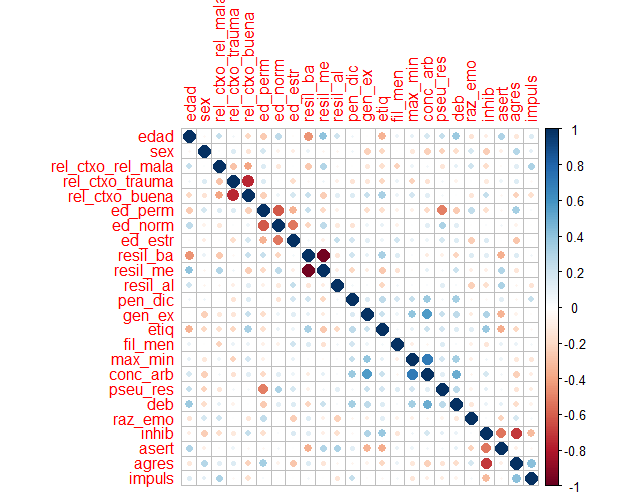 edad
sex
rel_ctxo_rel_mala
rel_ctxo_trauma
rel_ctxo_buena
ed_perm
ed_norm
ed_estr
resil_ba
resil_me
resil_al
pen_dic
gen_ex
etiq
fil_men
max_min
conc_arb
pseu_res
deb
raz_emo
inhib
asert
agres
impuls
edad
sex
rel_ctxo_rel_mala
rel_ctxo_trauma
rel_ctxo_buena
ed_perm
ed_norm
ed_estr
resil_ba
resil_me
resil_al
pen_dic
gen_ex
etiq
fil_men
max_min
conc_arb
pseu_res
deb
raz_emo
inhib
asert
agres
impuls
1
0.8
0.6
0.4
0.2
0
-0.2
-0.4
-0.6
-0.8
-1